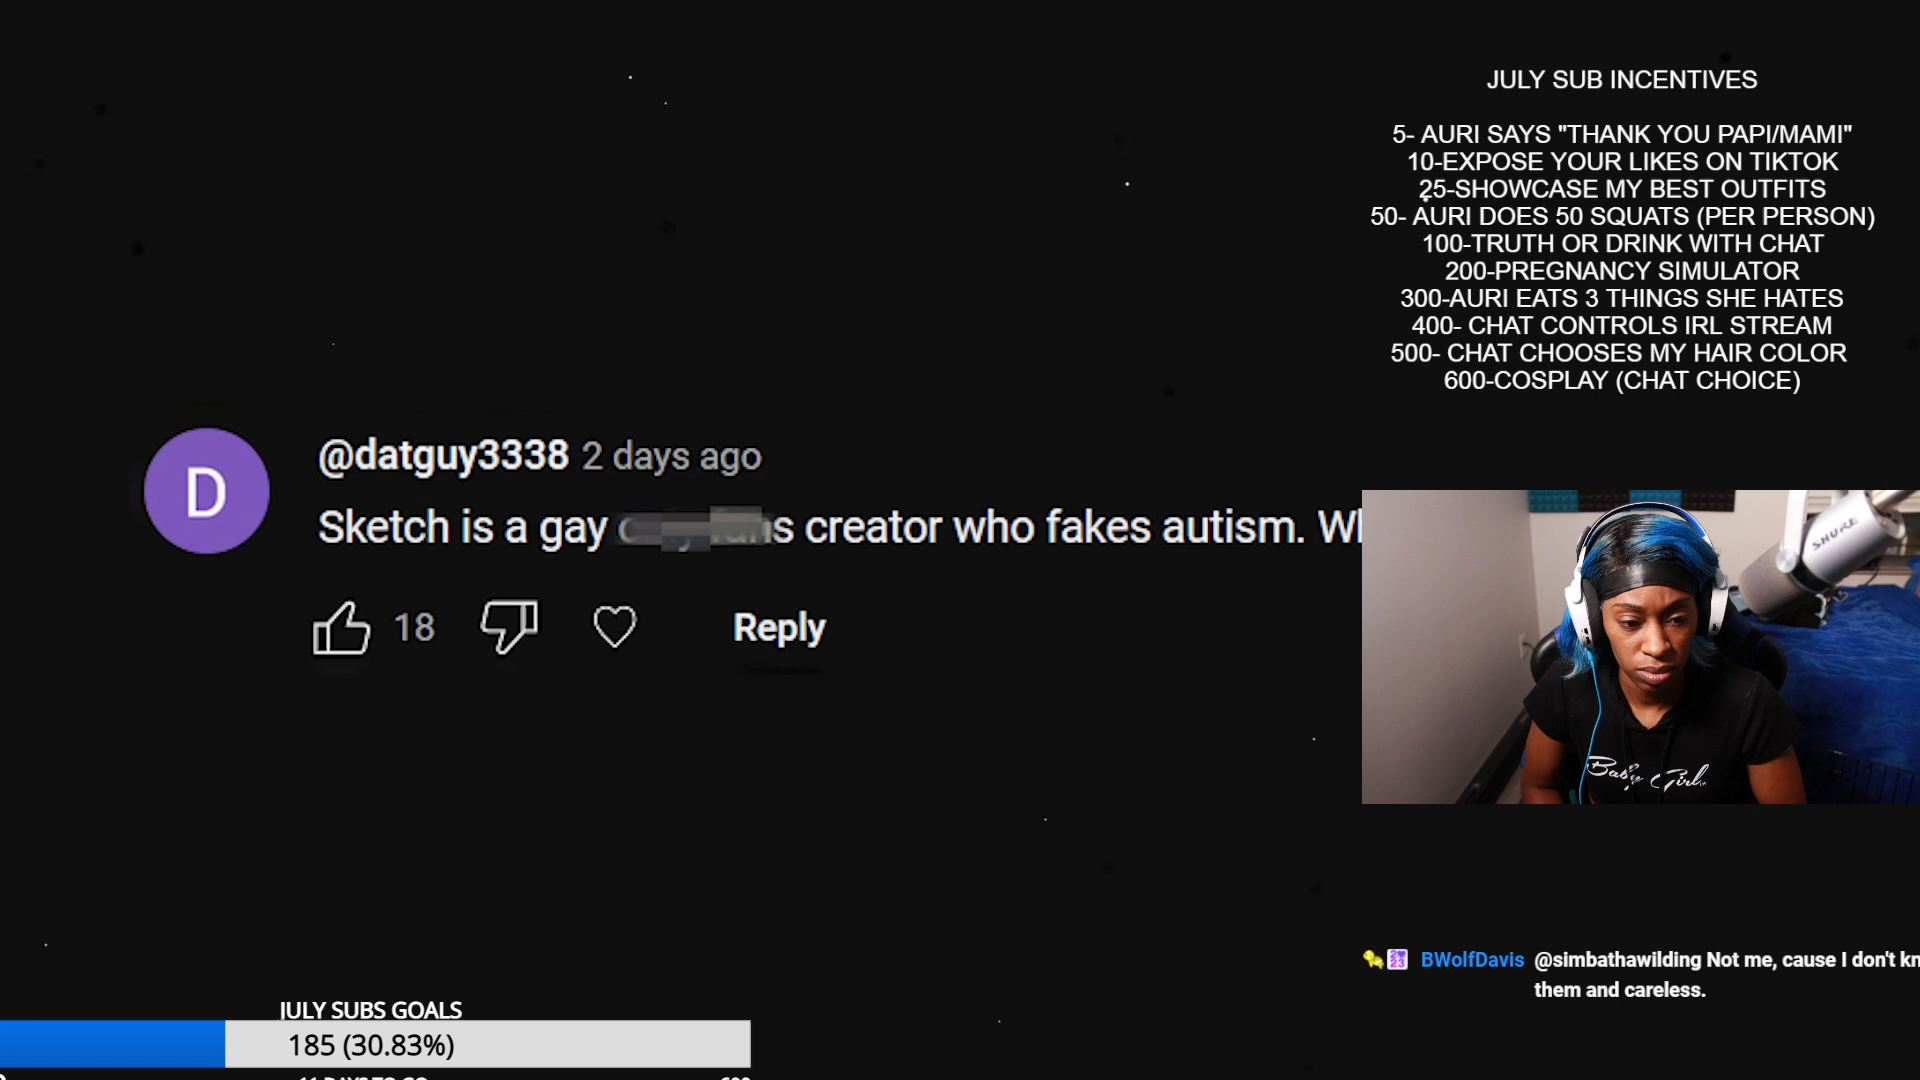 JULY SUB INCENTIVES
5- AURI SAYS "THANK YOU PAPI/MAMI"
10-EXPOSE YOUR LIKES ON TIKTOK
25-SHOWCASE MY BEST OUTFITS
50- AURI DOES 50 SQUATS (PER PERSON)
100-TRUTH OR DRINK WITH CHAT
200-PREGNANCY SIMULATOR
300-AURI EATS 3 THINGS SHE HATES
400- CHAT CONTROLS IRL STREAM
500- CHAT CHOOSES MY HAIR COLOR
600-COSPLAY (CHAT CHOICE)
D
@datguy3338 2 days ago
Sketch is a gay creator who fakes autism.
18 Reply
SHURE
Baby Girl
BWolfDavis @simbathawilding Not me, cause I don't
them and careless.
JULY SUBS GOALS
185 (30.83%)